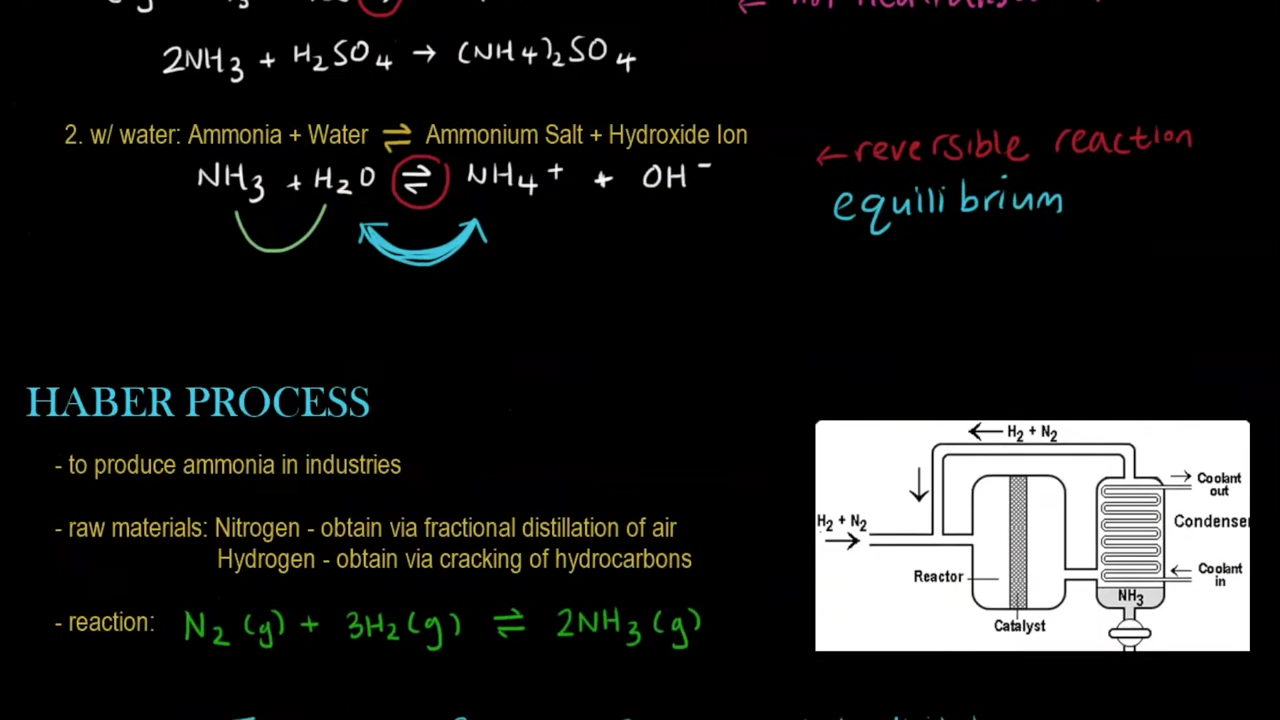 2NH3 + H2SO4 → (NH4)2SO4
2. w/ water: Ammonia + Water ⇌ Ammonium Salt + Hydroxide Ion
NH3 + H2O ⇌ NH4+ + OH-
← reversible reaction
equilibrium
HABER PROCESS
- to produce ammonia in industries
- raw materials: Nitrogen - obtain via fractional distillation of air
Hydrogen - obtain via cracking of hydrocarbons
- reaction: N2 (g) + 3H2 (g) ⇌ 2NH3 (g)
← H2 + N2
Coolant
out
H2 + N2
Condenser
Reactor
Coolant
in
NH3
Catalyst